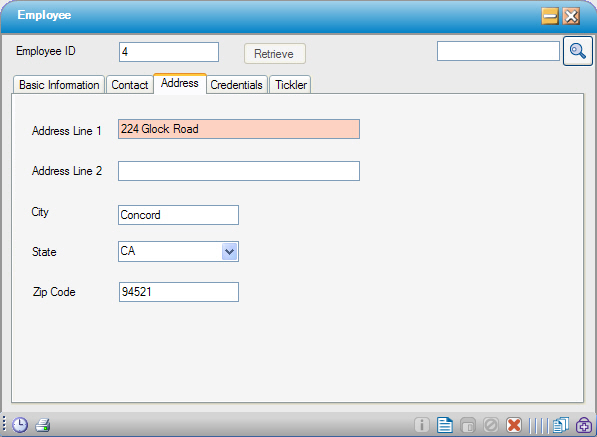 Employee
Employee ID 4 Retrieve
Basic Information Contact Address Credentials Tickler
Address Line 1 224 Glock Road
Address Line 2
City Concord
State CA
Zip Code 94521